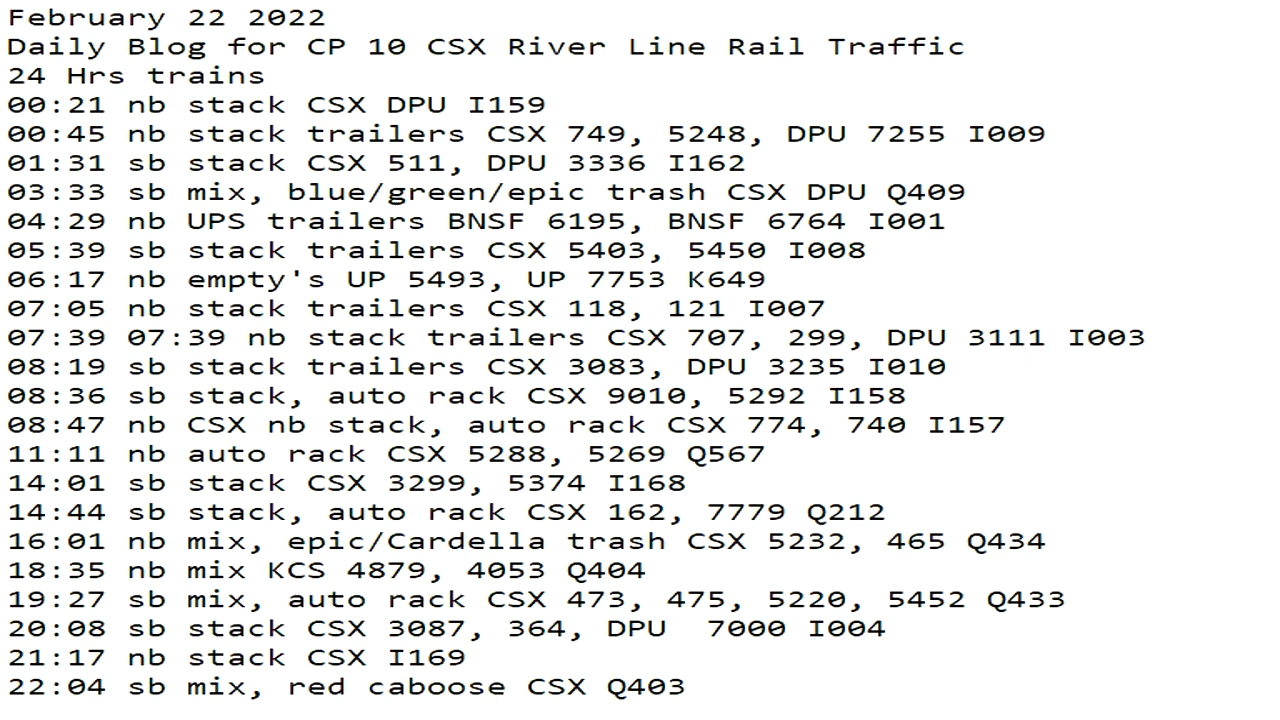 February 22 2022
Daily Blog for CP 10 CSX River Line Rail Traffic
24 Hrs trains
00:21 nb stack CSX DPU I159
00:45 nb stack trailers CSX 749, 5248, DPU 7255 I009
01:31 sb stack CSX 511, DPU 3336 I162
03:33 sb mix, blue/green/epic trash CSX DPU Q409
04:29 nb UPS trailers BNSF 6195, BNSF 6764 I001
05:39 sb stack trailers CSX 5403, 5450 I008
06:17 nb empty's UP 5493, UP 7753 K649
07:05 nb stack trailers CSX 118, 121 I007
07:39 07:39 nb stack trailers CSX 707, 299, DPU 3111 I003
08:19 sb stack trailers CSX 3083, DPU 3235 I010
08:36 sb stack, auto rack CSX 9010, 5292 I158
08:47 nb CSX nb stack, auto rack CSX 774, 740 I157
11:11 nb auto rack CSX 5288, 5269 Q567
14:01 sb stack CSX 3299, 5374 I168
14:44 sb stack, auto rack CSX 162, 7779 Q212
16:01 nb mix, epic/Cardella trash CSX 5232, 465 Q434
18:35 nb mix KCS 4879, 4053 Q404
19:27 sb mix, auto rack CSX 473, 475, 5220, 5452 Q433
20:08 sb stack CSX 3087, 364, DPU  7000 I004
21:17 nb stack CSX I169
22:04 sb mix, red caboose CSX Q403